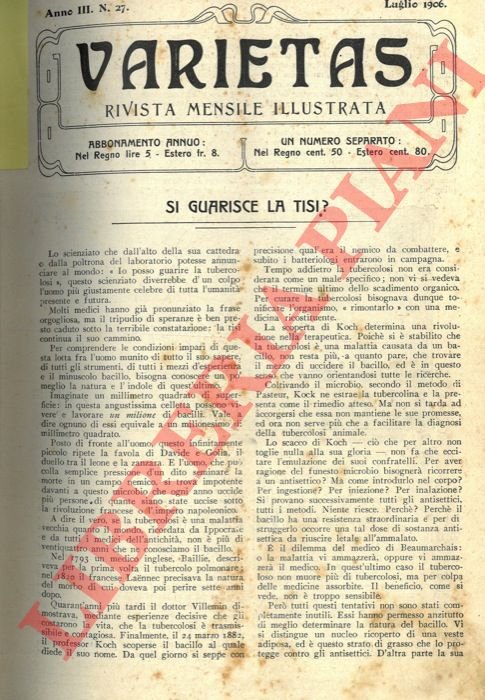 Anno III. N. 27.
Luglio 1906.
VARIETAS
RIVISTA MENSILE ILLUSTRATA
ABBONAMENTO ANNUO:
Nel Regno lire 5 - Estero fr. 8.
UN NUMERO SEPARATO:
Nel Regno cent. 50 - Estero cent. 80.
SI GUARISCE LA TISI?
Lo scienziato che dall'alto della sua cattedra
e dalla poltrona del laboratorio potesse annun-
ciare al mondo: « Io posso guarire la tuberco-
losi », questo scienziato diverrebbe d'un colpo
l'uomo più giustamente celebre di tutta l'umanità
presente e futura.
Molti medici hanno già pronunziato la frase
orgogliosa, ma il tripudio di speranze è ben pre-
sto caduto sotto la terribile constatazione: la tisi
continua il suo cammino.
Per comprendere le condizioni impari di que-
sta lotta fra l'uomo munito di tutto il suo sapere,
di tutti gli strumenti, di tutti i mezzi d'esperienza,
e il minuscolo bacillo, bisogna conoscere un po'
meglio la natura e l'indole di quest'ultimo.
Imaginate un millimetro quadrato di super-
ficie: in questa angustissima celletta possono vi-
vere e lavorare un milione di bacilli. Vale a
dire ognuno di essi equivale a un milionesimo di
millimetro quadrato.
Posto di fronte all'uomo, questo infinitamente
piccolo ripete la favola di David e Golia, il
duello tra il leone e la zanzara. E l'uomo, che può
colla semplice pressione di un dito seminare la
morte in un campo nemico, resta impotente
davanti a questo atomo che ogni anno uccide
più persone di quante siano state uccise sotto
la rivoluzione francese e l'impero napoleonico.
A dire il vero la tubercolosi è una malattia
vecchia quanto il mondo, ricordata da Ippocrate
e da tutti i medici dell'antichità, non è più di
ventiquattro anni che conosciamo il bacillo.
Nel 1793 un medico inglese, Baillie, descri-
veva per la prima volta il tubercolo polmonare;
nel 1819 il francese Laënnec precisava la natura
del morbo di cui doveva poi perire sette anni
dopo.
Quarant'anni più tardi il dottor Villemin di-
mostrava, mediante esperienze decisive che gli
costarono la vita, che la tubercolosi è trasmis-
sibile e contagiosa. Finalmente, il 24 marzo 1882,
il professor Koch scoperse il bacillo al quale
diede il suo nome. Da quel giorno si seppe con
precisione qual'era il nemico da combattere, e
subito i batteriologi entrarono in campagna.
Tempo addietro la tubercolosi non era consi-
derata come un male specifico; non vi si vedeva
che il termine ultimo dello scadimento organico.
Per curare il tubercolosi bisognava dunque to-
nificarlo moltissimo, « rimontarlo » con una me-
dicina ricostituente.
La scoperta di Koch determina una rivolu-
zione nella terapeutica. Poichè si è stabilito che
la tubercolosi è una malattia causata da un ba-
cillo, non resta più, a quanto pare, che trovare
il mezzo di uccidere il bacillo, ed è in questo
senso che vanno orientandosi tutte le ricerche.
Coltivando il microbo, secondo il metodo di
Pasteur, Koch ne estrae la tubercolina e la pre-
senta come il rimedio atteso. Ma non si tarda ad
accorgersi che essa non mantiene le sue promesse,
ed ora non serve più che a facilitare la diagnosi
della tubercolosi animale.
Lo scacco di Koch — ciò che per altro non
toglie nulla alla sua gloria — non fa che ecci-
tare l'emulazione dei suoi confratelli. Per aver
ragione del funesto microbio bisognerà ricorrere
a un antisettico? Ma come introdurlo nel corpo?
Per ingestione? Per iniezione? Per inalazione?
Si provano successivamente tutti gli antisettici,
tutti i metodi. Niente riesce. Perchè? Perchè il
bacillo ha una resistenza straordinaria e per di-
struggerlo occorre una tal dose di sostanza anti-
settica da riuscire letale all'ammalato.
È il dilemma del medico di Beaumarchais:
o la malattia vi ammazzerà, oppure vi ammaz-
zerà il medico. In quest'ultimo caso il tuberco-
loso non muore più di tubercolosi, ma per colpa
delle medicine assorbite. Il beneficio, come si
vede, non è troppo sensibile.
Però tutti questi tentativi non sono stati com-
pletamente inutili. Essi hanno permesso anzitutto
di determinare la natura del bacillo. Vi
si distingue un nucleo ricoperto di una veste
adiposa, ed è questo strato di grasso che lo pro-
tegge contro gli antisettici. D'altra parte la sua
LIBRERIA PIANI